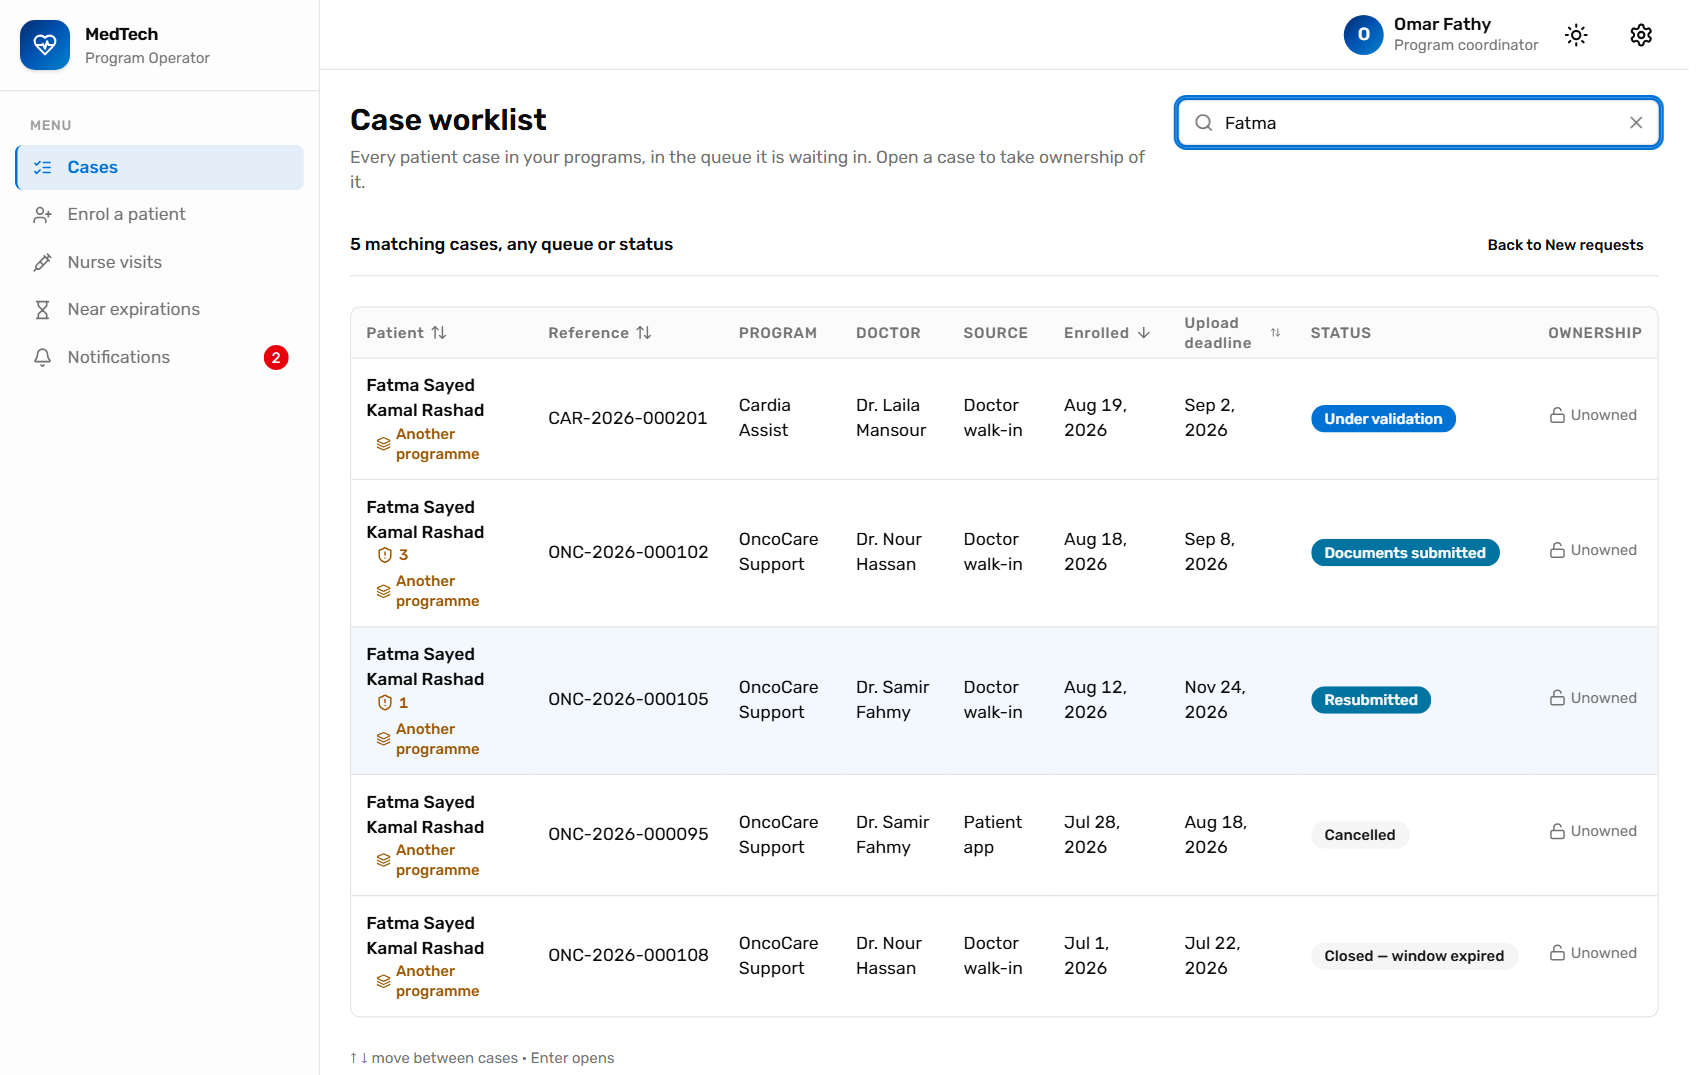 MedTech
Program Operator
MENU
Cases
Enrol a patient
Nurse visits
Near expirations
Notifications
2
O
Omar Fathy
Program coordinator
Case worklist
Every patient case in your programs, in the queue it is waiting in. Open a case to take ownership of
it.
Fatma
5 matching cases, any queue or status
Back to New requests
Patient
Reference
PROGRAM
DOCTOR
SOURCE
Enrolled
Upload
deadline
STATUS
OWNERSHIP
Fatma Sayed
Kamal Rashad
Another
programme
CAR-2026-000201
Cardia
Assist
Dr. Laila
Mansour
Doctor
walk-in
Aug 19,
2026
Sep 2,
2026
Under validation
Unowned
Fatma Sayed
Kamal Rashad
3
Another
programme
ONC-2026-000102
OncoCare
Support
Dr. Nour
Hassan
Doctor
walk-in
Aug 18,
2026
Sep 8,
2026
Documents submitted
Unowned
Fatma Sayed
Kamal Rashad
1
Another
programme
ONC-2026-000105
OncoCare
Support
Dr. Samir
Fahmy
Doctor
walk-in
Aug 12,
2026
Nov 24,
2026
Resubmitted
Unowned
Fatma Sayed
Kamal Rashad
Another
programme
ONC-2026-000095
OncoCare
Support
Dr. Samir
Fahmy
Patient
app
Jul 28,
2026
Aug 18,
2026
Cancelled
Unowned
Fatma Sayed
Kamal Rashad
Another
programme
ONC-2026-000108
OncoCare
Support
Dr. Nour
Hassan
Doctor
walk-in
Jul 1,
2026
Jul 22,
2026
Closed — window expired
Unowned
↑ ↓ move between cases • Enter opens